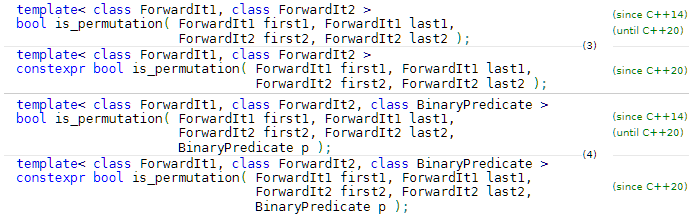 template< class ForwardIt1, class ForwardIt2 >
bool is_permutation( ForwardIt1 first1, ForwardIt1 last1,
ForwardIt2 first2, ForwardIt2 last2 );
(since C++14)
(until C++20)
(3)
template< class ForwardIt1, class ForwardIt2 >
constexpr bool is_permutation( ForwardIt1 first1, ForwardIt1 last1,
ForwardIt2 first2, ForwardIt2 last2 );
(since C++20)
template< class ForwardIt1, class ForwardIt2, class BinaryPredicate >
bool is_permutation( ForwardIt1 first1, ForwardIt1 last1,
ForwardIt2 first2, ForwardIt2 last2,
BinaryPredicate p );
(since C++14)
(until C++20)
(4)
template< class ForwardIt1, class ForwardIt2, class BinaryPredicate >
constexpr bool is_permutation( ForwardIt1 first1, ForwardIt1 last1,
ForwardIt2 first2, ForwardIt2 last2,
BinaryPredicate p );
(since C++20)